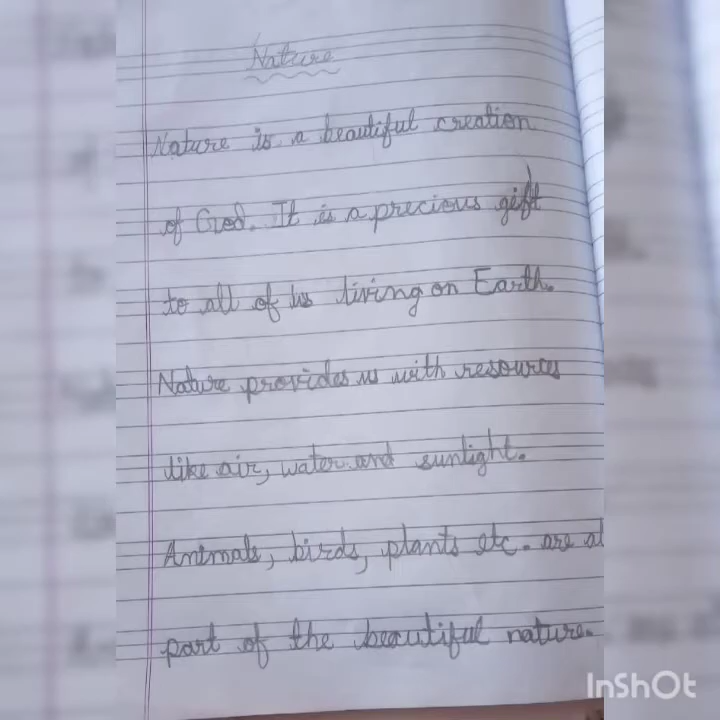 Nature
Nature is a beautiful creation
of God. It is a precious gift
to all of us living on Earth.
Nature provides us with resources
like air, water and sunlight.
Animals, birds, plants etc. are al
part of the beautiful nature.
InShOt